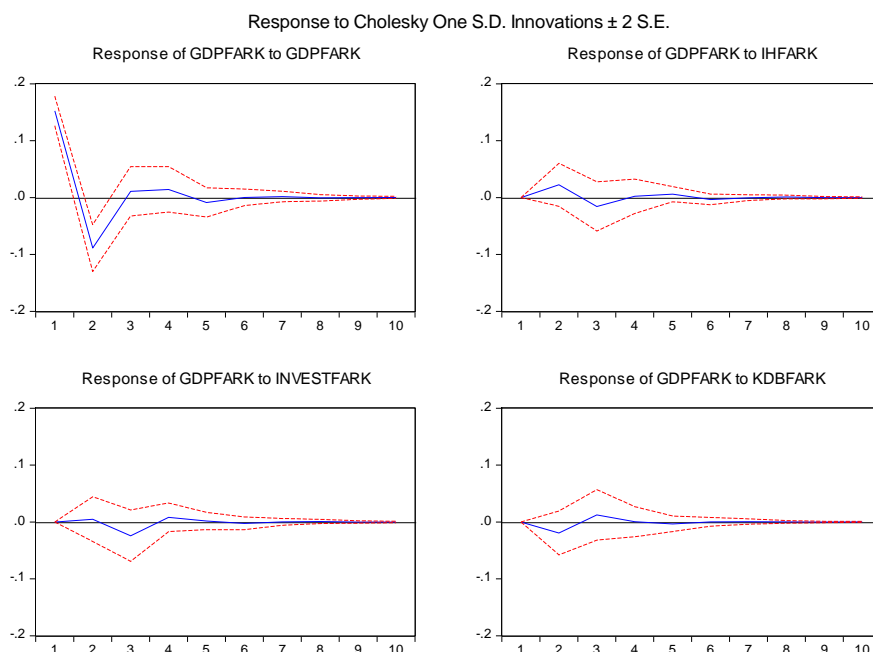 Response to Cholesky One S.D. Innovations ± 2 S.E.
Response of GDPFARK to GDPFARK
.2
.1
.0
-.1
-.2
1 2 3 4 5 6 7 8 9 10
Response of GDPFARK to IHFARK
.2
.1
.0
-.1
-.2
1 2 3 4 5 6 7 8 9 10
Response of GDPFARK to INVESTFARK
.2
.1
.0
-.1
-.2
1 2 3 4 5 6 7 8 9 10
Response of GDPFARK to KDBFARK
.2
.1
.0
-.1
-.2
1 2 3 4 5 6 7 8 9 10